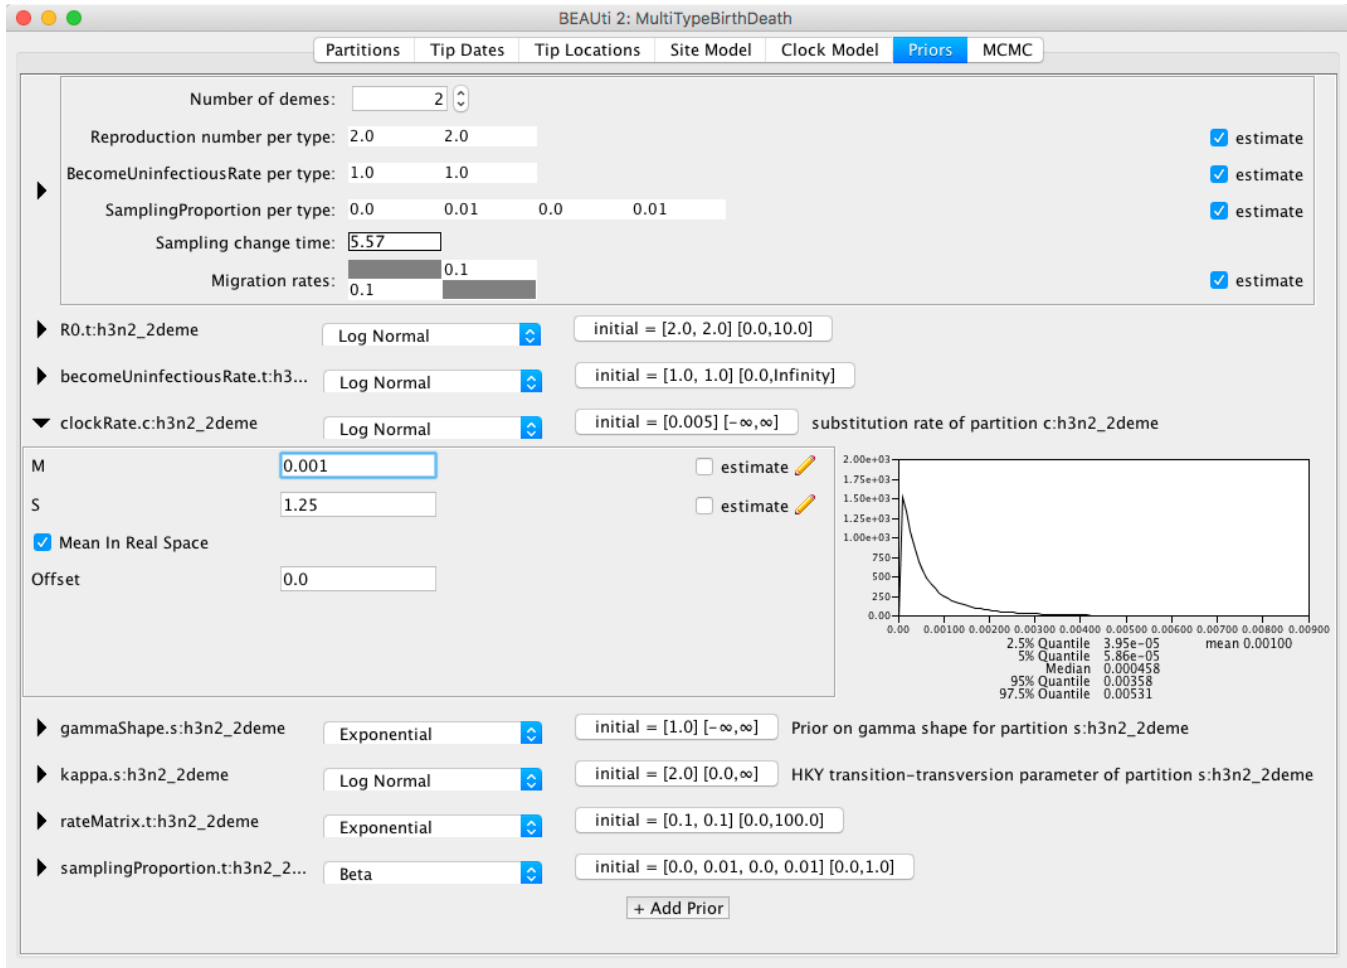 BEAUti 2: MultiTypeBirthDeath
Partitions Tip Dates Tip Locations Site Model Clock Model Priors MCMC
Number of demes: 2
Reproduction number per type: 2.0 2.0 estimate
BecomeUninfectiousRate per type: 1.0 1.0 estimate
SamplingProportion per type: 0.0 0.01 0.0 0.01 estimate
Sampling change time: 5.57
0.1
Migration rates: estimate
0.1
R0.t:h3n2_2deme Log Normal initial = [2.0, 2.0] [0.0,10.0]
becomeUninfectiousRate.t:h3... Log Normal initial = [1.0, 1.0] [0.0,Infinity]
clockRate.c:h3n2_2deme Log Normal initial = [0.005] [-∞,∞] substitution rate of partition c:h3n2_2deme
M 0.001 estimate
S 1.25 estimate
Mean In Real Space
Offset 0.0
2.00e+03
1.75e+03
1.50e+03
1.25e+03
1.00e+03
750
500
250
0.00
0.00 0.00100 0.00200 0.00300 0.00400 0.00500 0.00600 0.00700 0.00800 0.00900
2.5% Quantile 3.95e-05 mean 0.00100
5% Quantile 5.86e-05
Median 0.000458
95% Quantile 0.00358
97.5% Quantile 0.00531
gammaShape.s:h3n2_2deme Exponential initial = [1.0] [-∞,∞] Prior on gamma shape for partition s:h3n2_2deme
kappa.s:h3n2_2deme Log Normal initial = [2.0] [0.0,∞] HKY transition-transversion parameter of partition s:h3n2_2deme
rateMatrix.t:h3n2_2deme Exponential initial = [0.1, 0.1] [0.0,100.0]
samplingProportion.t:h3n2_2... Beta initial = [0.0, 0.01, 0.0, 0.01] [0.0,1.0]
+ Add Prior